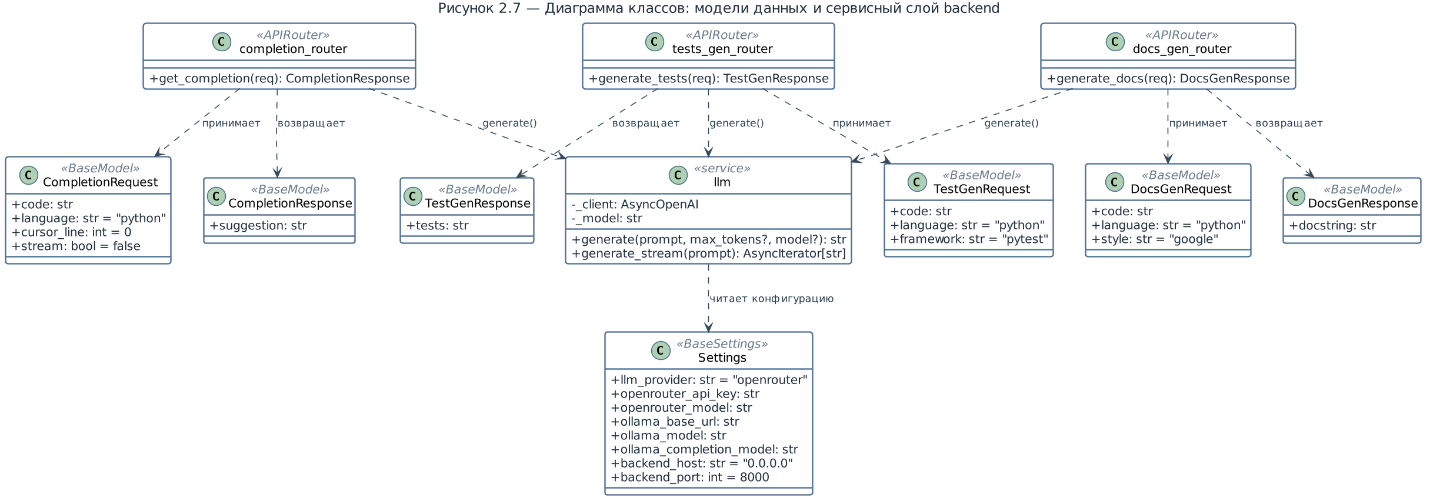 Рисунок 2.7 — Диаграмма классов: модели данных и сервисный слой backend
C
«APIRouter»
completion_router
+get_completion(req): CompletionResponse
C
«APIRouter»
tests_gen_router
+generate_tests(req): TestGenResponse
C
«APIRouter»
docs_gen_router
+generate_docs(req): DocsGenResponse
принимает
возвращает
generate()
возвращает
generate()
принимает
generate()
принимает
возвращает
C
«BaseModel»
CompletionRequest
+code: str
+language: str = "python"
+cursor_line: int = 0
+stream: bool = false
C
«BaseModel»
CompletionResponse
+suggestion: str
C
«BaseModel»
TestGenResponse
+tests: str
C
«service»
llm
-_client: AsyncOpenAI
-_model: str
+generate(prompt, max_tokens?, model?): str
+generate_stream(prompt): AsyncIterator[str]
C
«BaseModel»
TestGenRequest
+code: str
+language: str = "python"
+framework: str = "pytest"
C
«BaseModel»
DocsGenRequest
+code: str
+language: str = "python"
+style: str = "google"
C
«BaseModel»
DocsGenResponse
+docstring: str
читает конфигурацию
C
«BaseSettings»
Settings
+llm_provider: str = "openrouter"
+openrouter_api_key: str
+openrouter_model: str
+ollama_base_url: str
+ollama_model: str
+ollama_completion_model: str
+backend_host: str = "0.0.0.0"
+backend_port: int = 8000